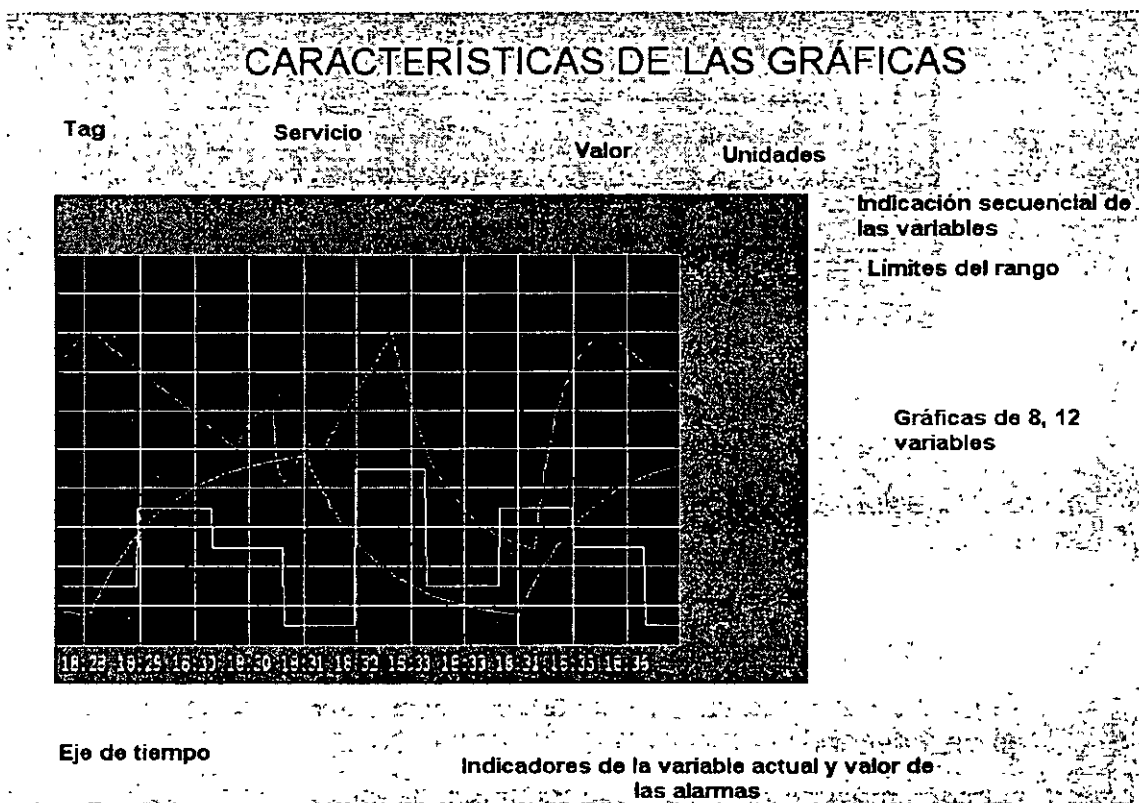 CARACTERÍSTICAS DE LAS GRÁFICAS
Tag
Servicio
Valor
Unidades
Indicación secuencial de
las variables
Limites del rango
Gráficas de 8, 12
variables
Eje de tiempo
Indicadores de la variable actual y valor de
las alarmas